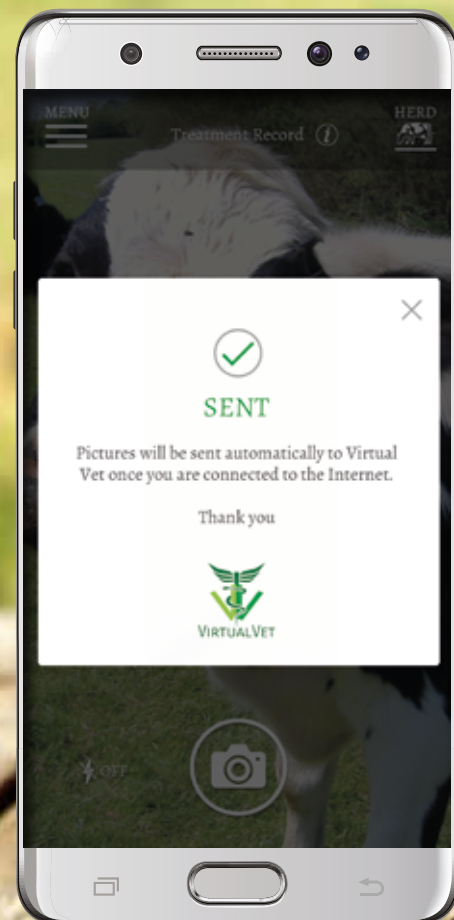 MENU
HERD
Treatment Record i
SENT
Pictures will be sent automatically to Virtual
Vet once you are connected to the Internet.
Thank you
VIRTUALVET
OFF